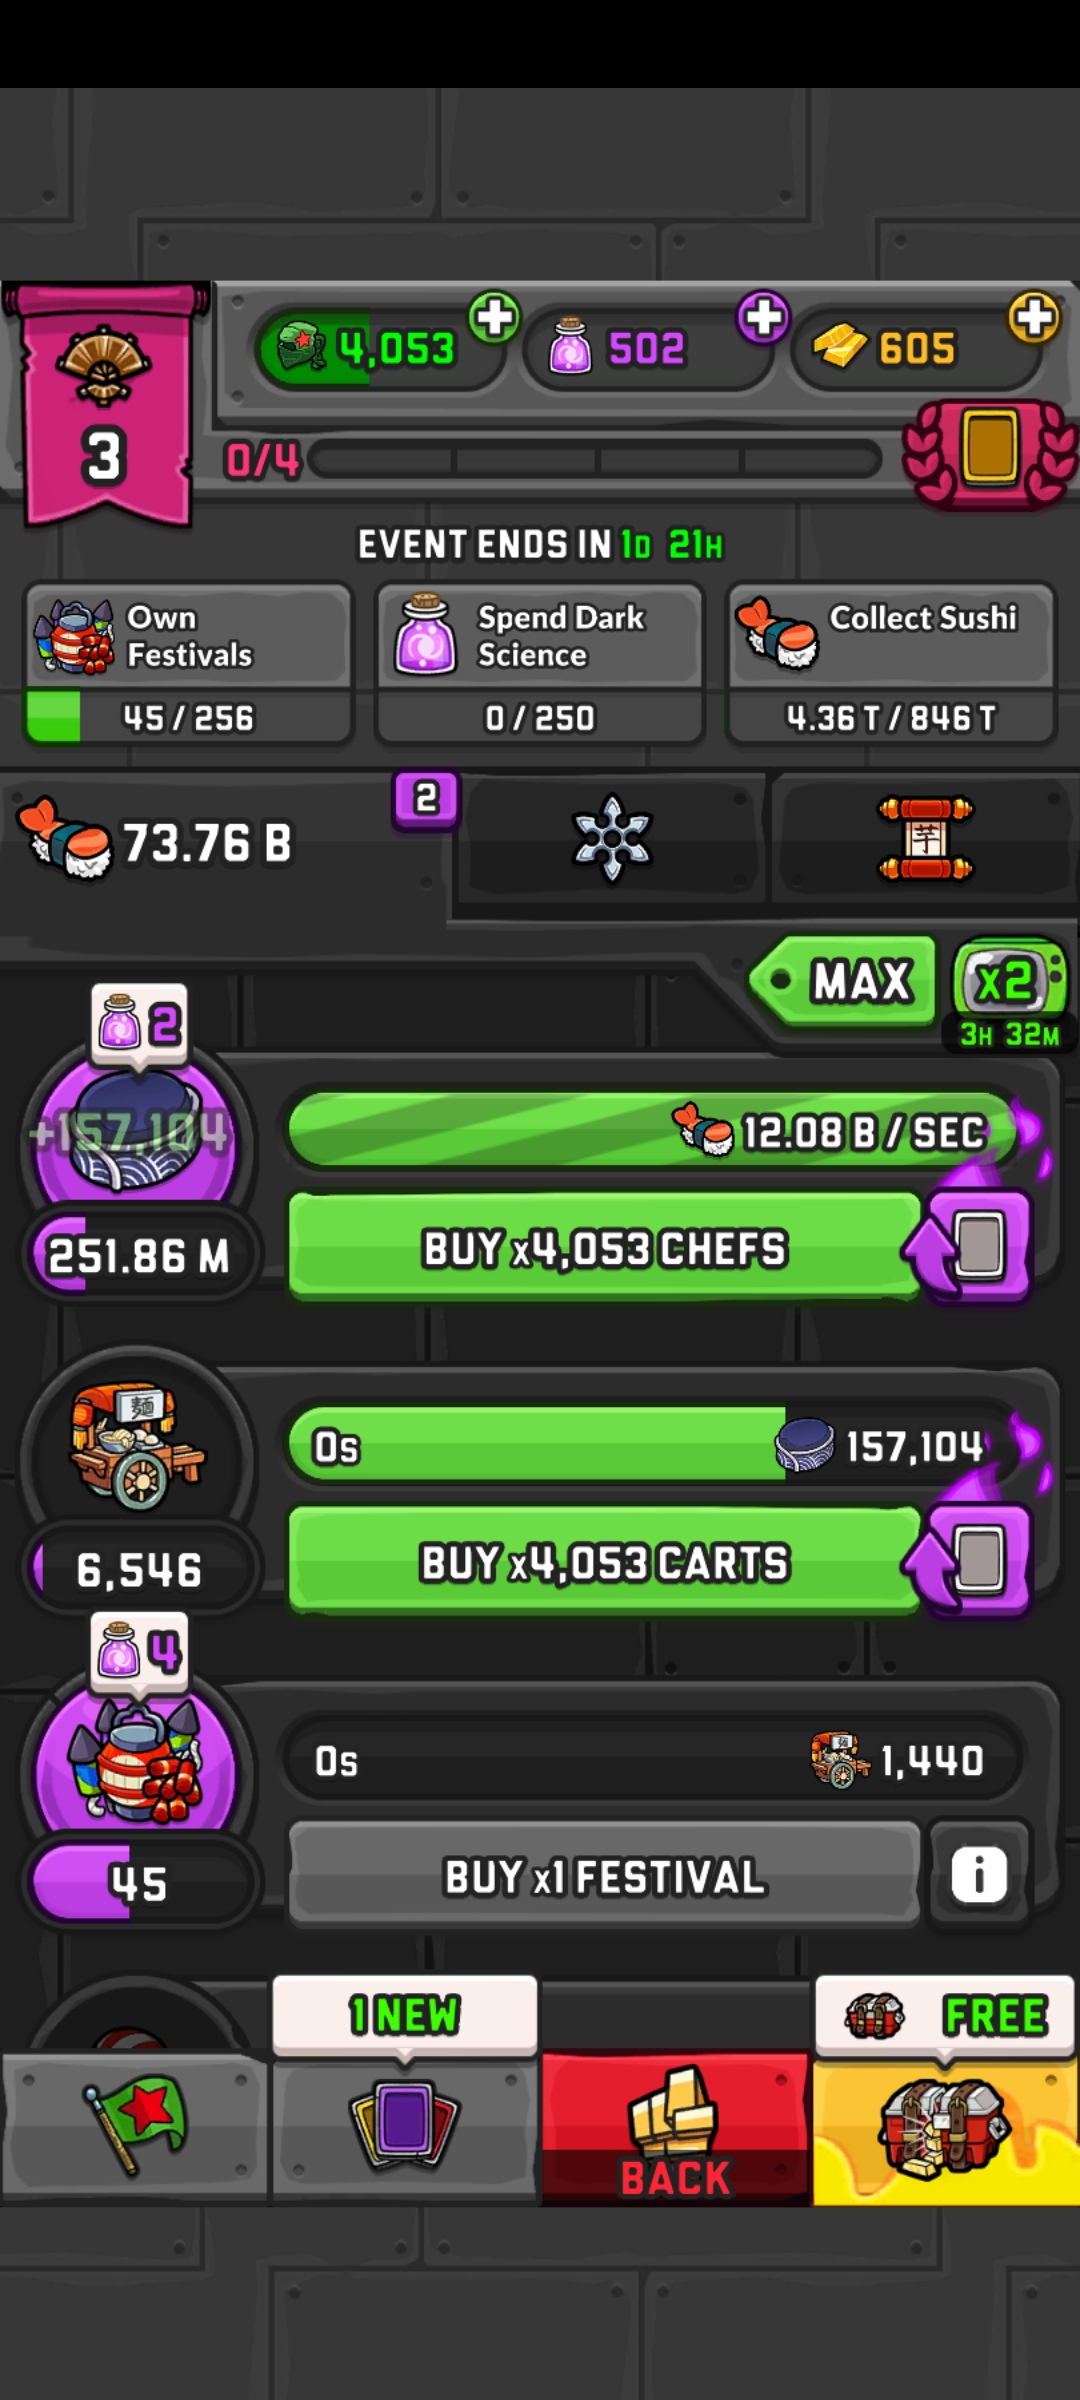 4,053
502
605
3
0/4
EVENT ENDS IN 1D 21H
Own
Festivals
45 / 256
Spend Dark
Science
0 / 250
Collect Sushi
4.36 T / 846 T
73.76 B
2
芋
MAX
x2
3H 32M
2
+157,104
12.08 B / SEC
251.86 M
BUY x4,053 CHEFS
麺
0s
157,104
6,546
BUY x4,053 CARTS
4
0s
1,440
45
BUY x1 FESTIVAL
i
1 NEW
FREE
BACK